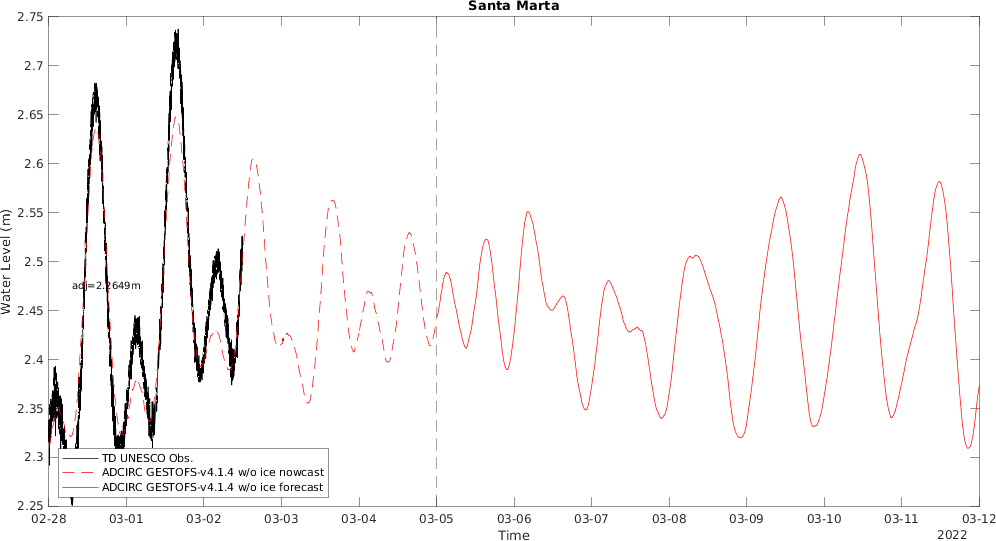 Santa Marta
2.75
2.7
2.65
2.6
2.55
2.5
2.45
2.4
2.35
2.3
2.25
Water Level (m)
adj=2.2649m
TD UNESCO Obs.
ADCIRC GESTOFS-v4.1.4 w/o ice nowcast
ADCIRC GESTOFS-v4.1.4 w/o ice forecast
02-28 03-01 03-02 03-03 03-04 03-05 03-06 03-07 03-08 03-09 03-10 03-11 03-12
Time
2022